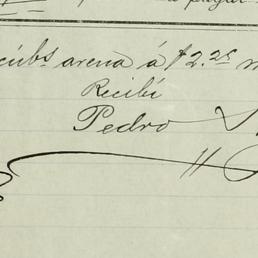 cúbs. arena á $2.25
Recibí
Pedro